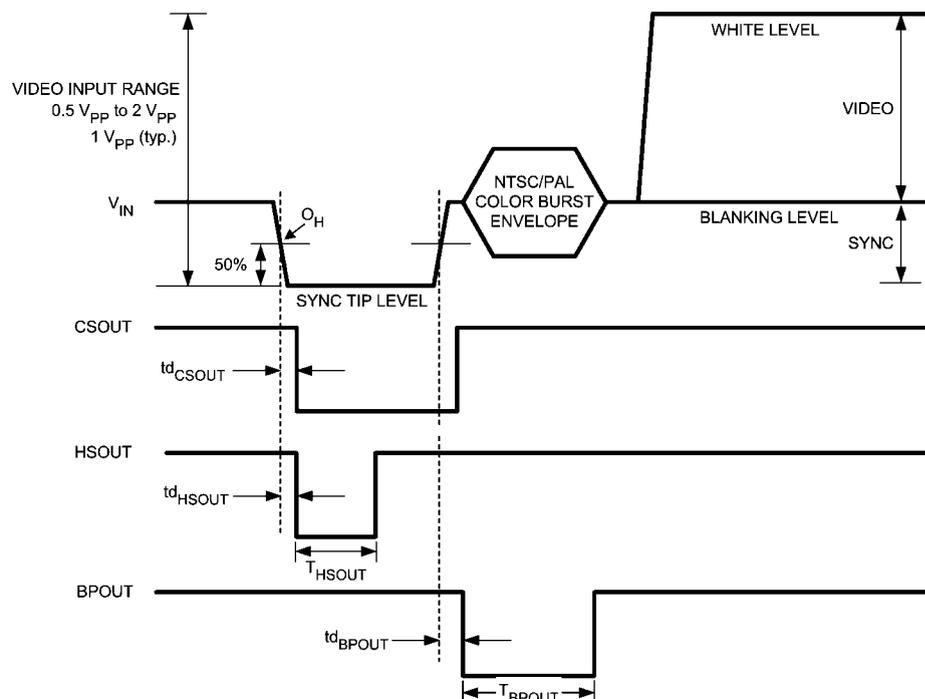 WHITE LEVEL
VIDEO INPUT RANGE
0.5 VPP to 2 VPP
1 VPP (typ.)
VIDEO
NTSC/PAL
COLOR BURST
ENVELOPE
VIN
OH
BLANKING LEVEL
SYNC
50%
SYNC TIP LEVEL
CSOUT
tdCSOUT
HSOUT
tdHSOUT
THSOUT
BPOUT
tdBPOUT
TBPOUT